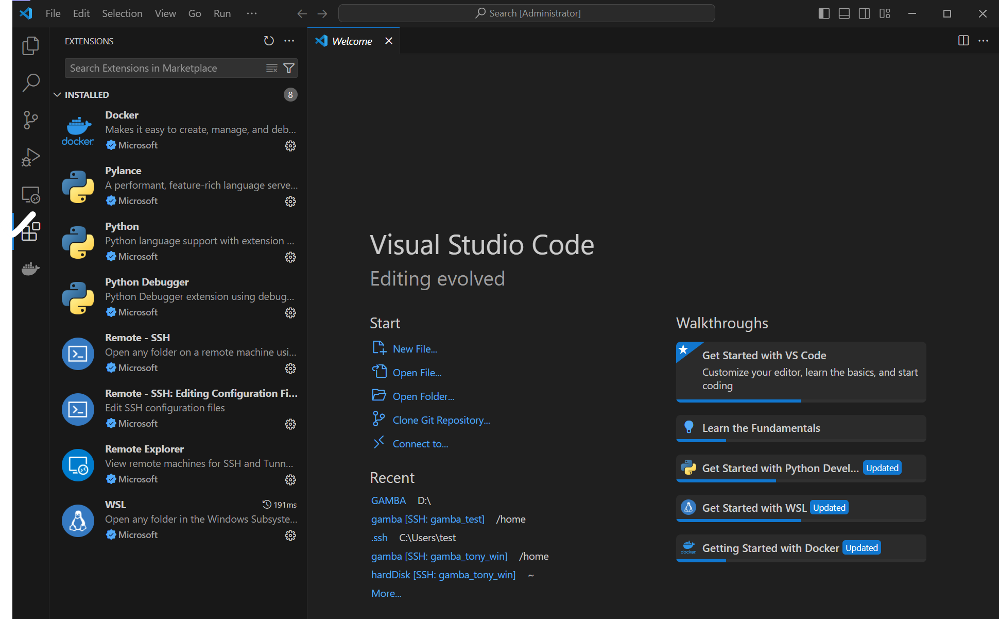 File Edit Selection View Go Run ···
Search [Administrator]
EXTENSIONS
Search Extensions in Marketplace
INSTALLED 8
docker
Docker
Makes it easy to create, manage, and deb...
Microsoft
Pylance
A performant, feature-rich language serve...
Microsoft
Python
Python language support with extension ...
Microsoft
Python Debugger
Python Debugger extension using debug...
Microsoft
Remote - SSH
Open any folder on a remote machine usi...
Microsoft
Remote - SSH: Editing Configuration Fi...
Edit SSH configuration files
Microsoft
Remote Explorer
View remote machines for SSH and Tunn...
Microsoft
WSL 191ms
Open any folder in the Windows Subsyste...
Microsoft
Welcome
Visual Studio Code
Editing evolved
Start
New File...
Open File...
Open Folder...
Clone Git Repository...
Connect to...
Recent
GAMBA D:\
gamba [SSH: gamba_test] /home
.ssh C:\Users\test
gamba [SSH: gamba_tony_win] /home
hardDisk [SSH: gamba_tony_win] ~
More...
Walkthroughs
Get Started with VS Code
Customize your editor, learn the basics, and start
coding
Learn the Fundamentals
Get Started with Python Devel... Updated
Get Started with WSL Updated
docker
Getting Started with Docker Updated